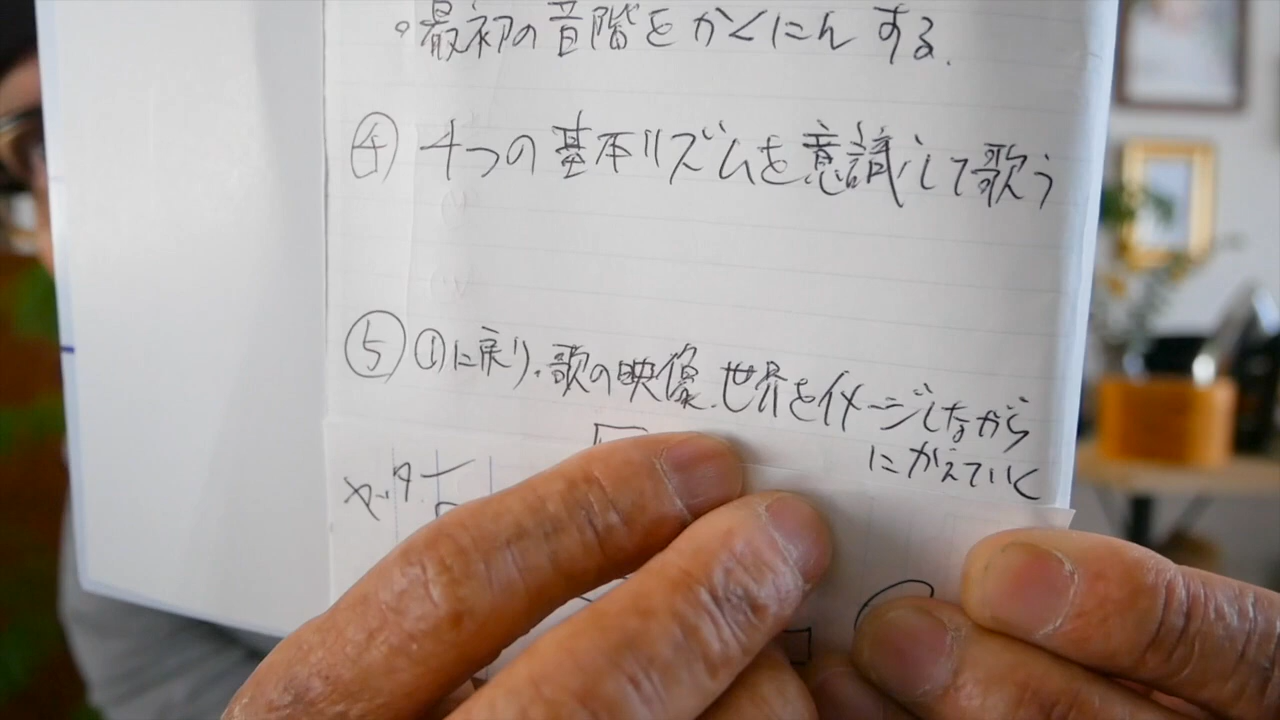 。最初の音階をかくにんする.
④ 4つの基本リズムを意識して歌う
⑤ ①に戻り、歌の映像、世界をイメージしながら
にがえていく